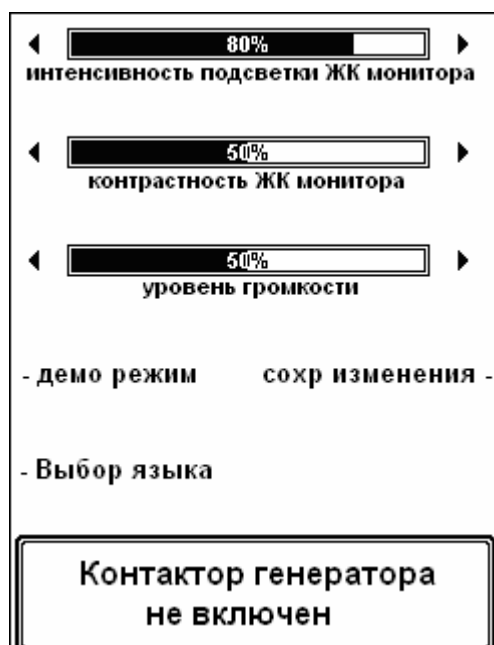 80%
интенсивность подсветки ЖК монитора
50%
контрастность ЖК монитора
50%
уровень громкости
- демо режим сохр изменения -
- Выбор языка
Контактор генератора
не включен